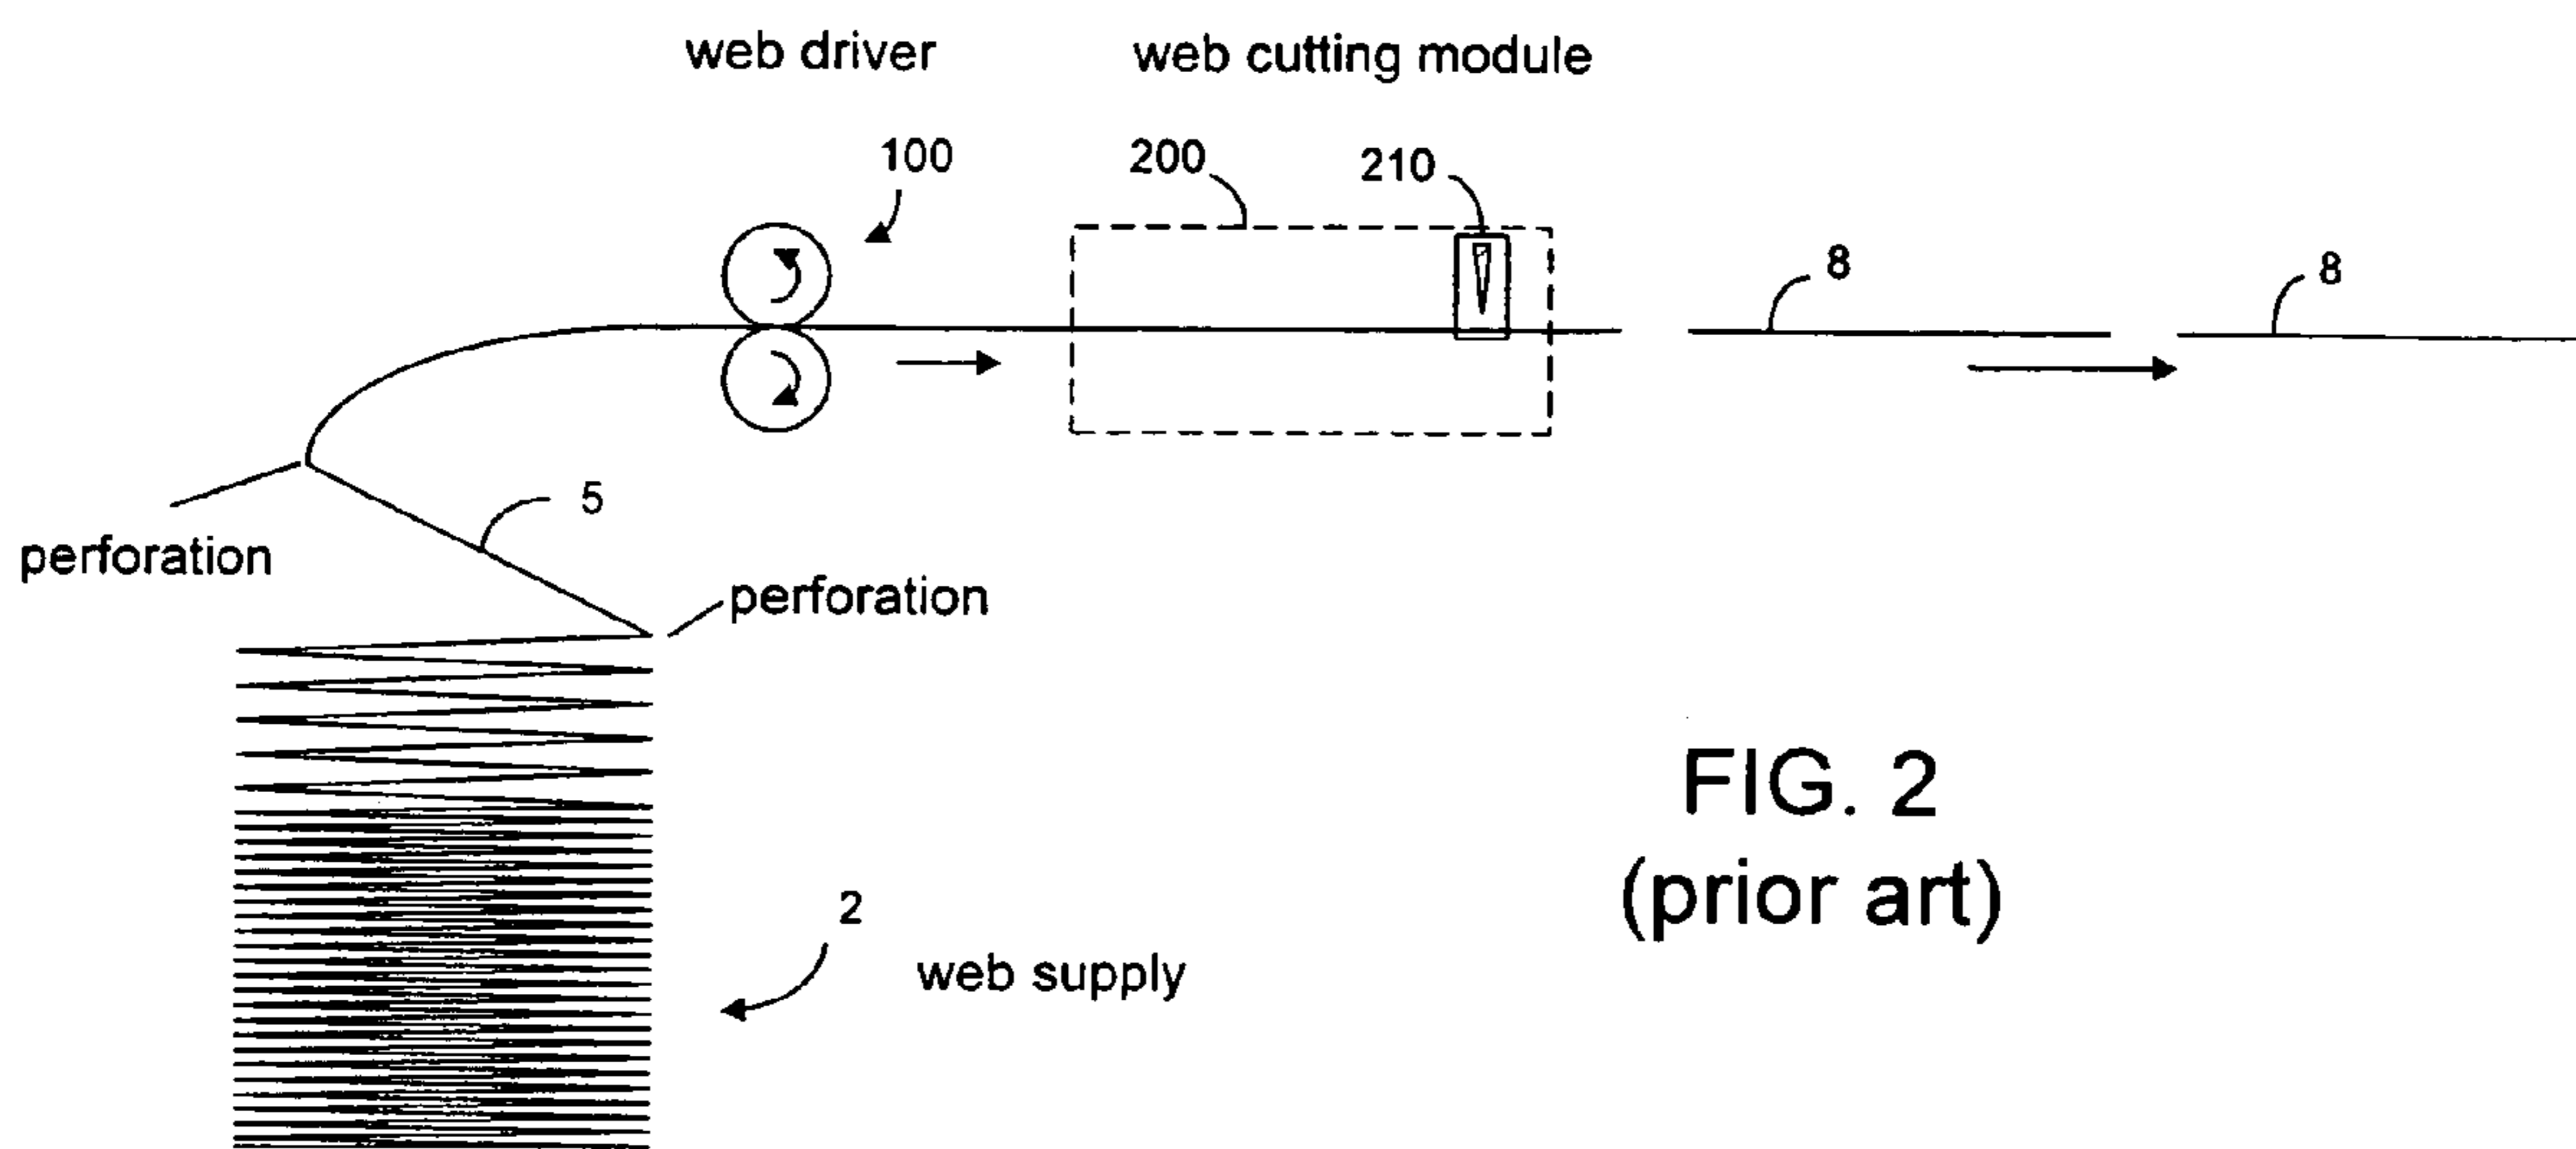 web driver
web cutting module
100
200
210
8
8
perforation
5
perforation
2
web supply
FIG. 2
(prior art)